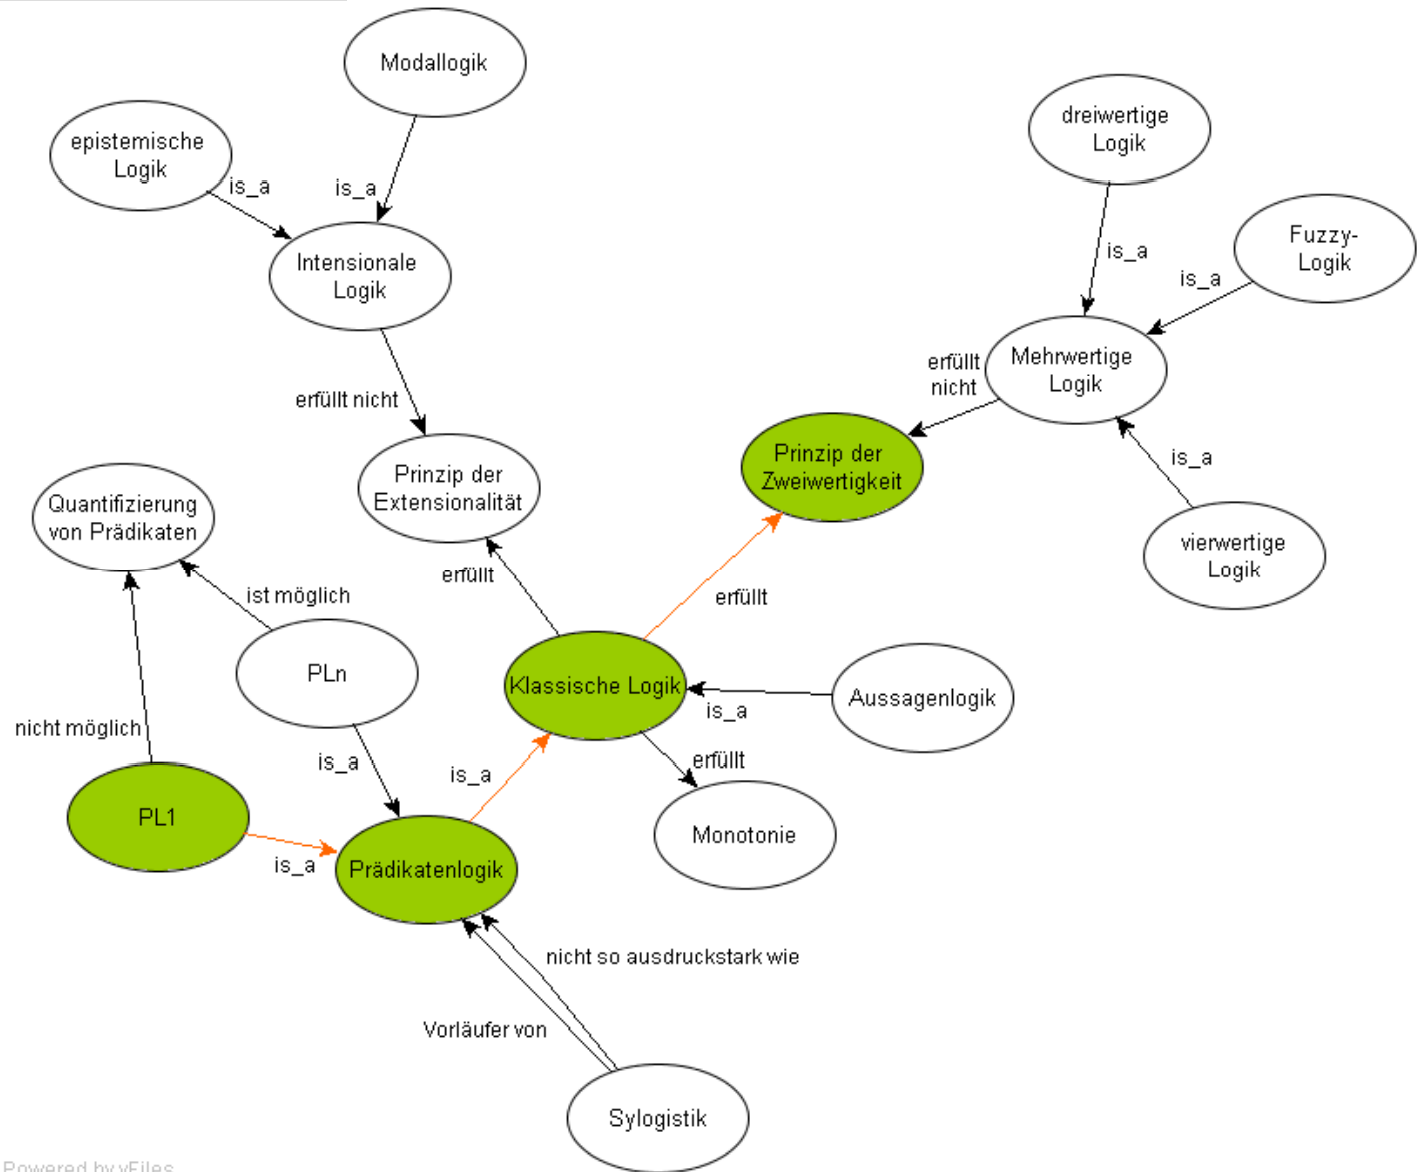 Modallogik
epistemische
Logik
is_a
is_a
Intensionale
Logik
dreiwertige
Logik
Fuzzy-
Logik
is_a
is_a
Mehrwertige
Logik
erfüllt
nicht
erfüllt nicht
Prinzip der
Extensionalität
Prinzip der
Zweiwertigkeit
is_a
vierwertige
Logik
Quantifizierung
von Prädikaten
erfüllt
erfüllt
ist möglich
PLn
Klassische Logik
is_a
Aussagenlogik
nicht möglich
is_a
is_a
erfüllt
Monotonie
PL1
is_a
Prädikatenlogik
nicht so ausdruckstark wie
Vorläufer von
Sylogistik
Powered by yFiles